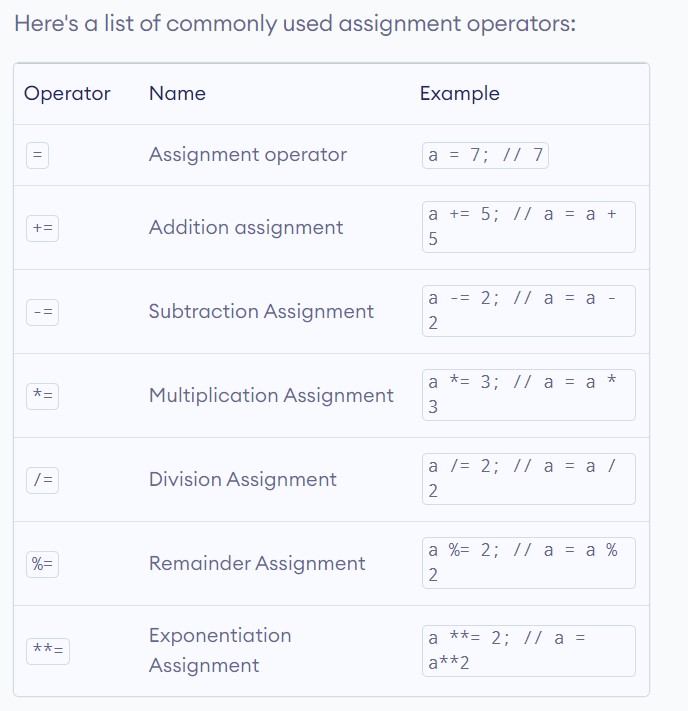 Here's a list of commonly used assignment operators:
Operator Name Example
= Assignment operator a = 7; // 7
+= Addition assignment a += 5; // a = a +
5
-= Subtraction Assignment a -= 2; // a = a -
2
*= Multiplication Assignment a *= 3; // a = a *
3
/= Division Assignment a /= 2; // a = a /
2
%= Remainder Assignment a %= 2; // a = a %
2
**= Exponentiation
Assignment
a **= 2; // a =
a**2